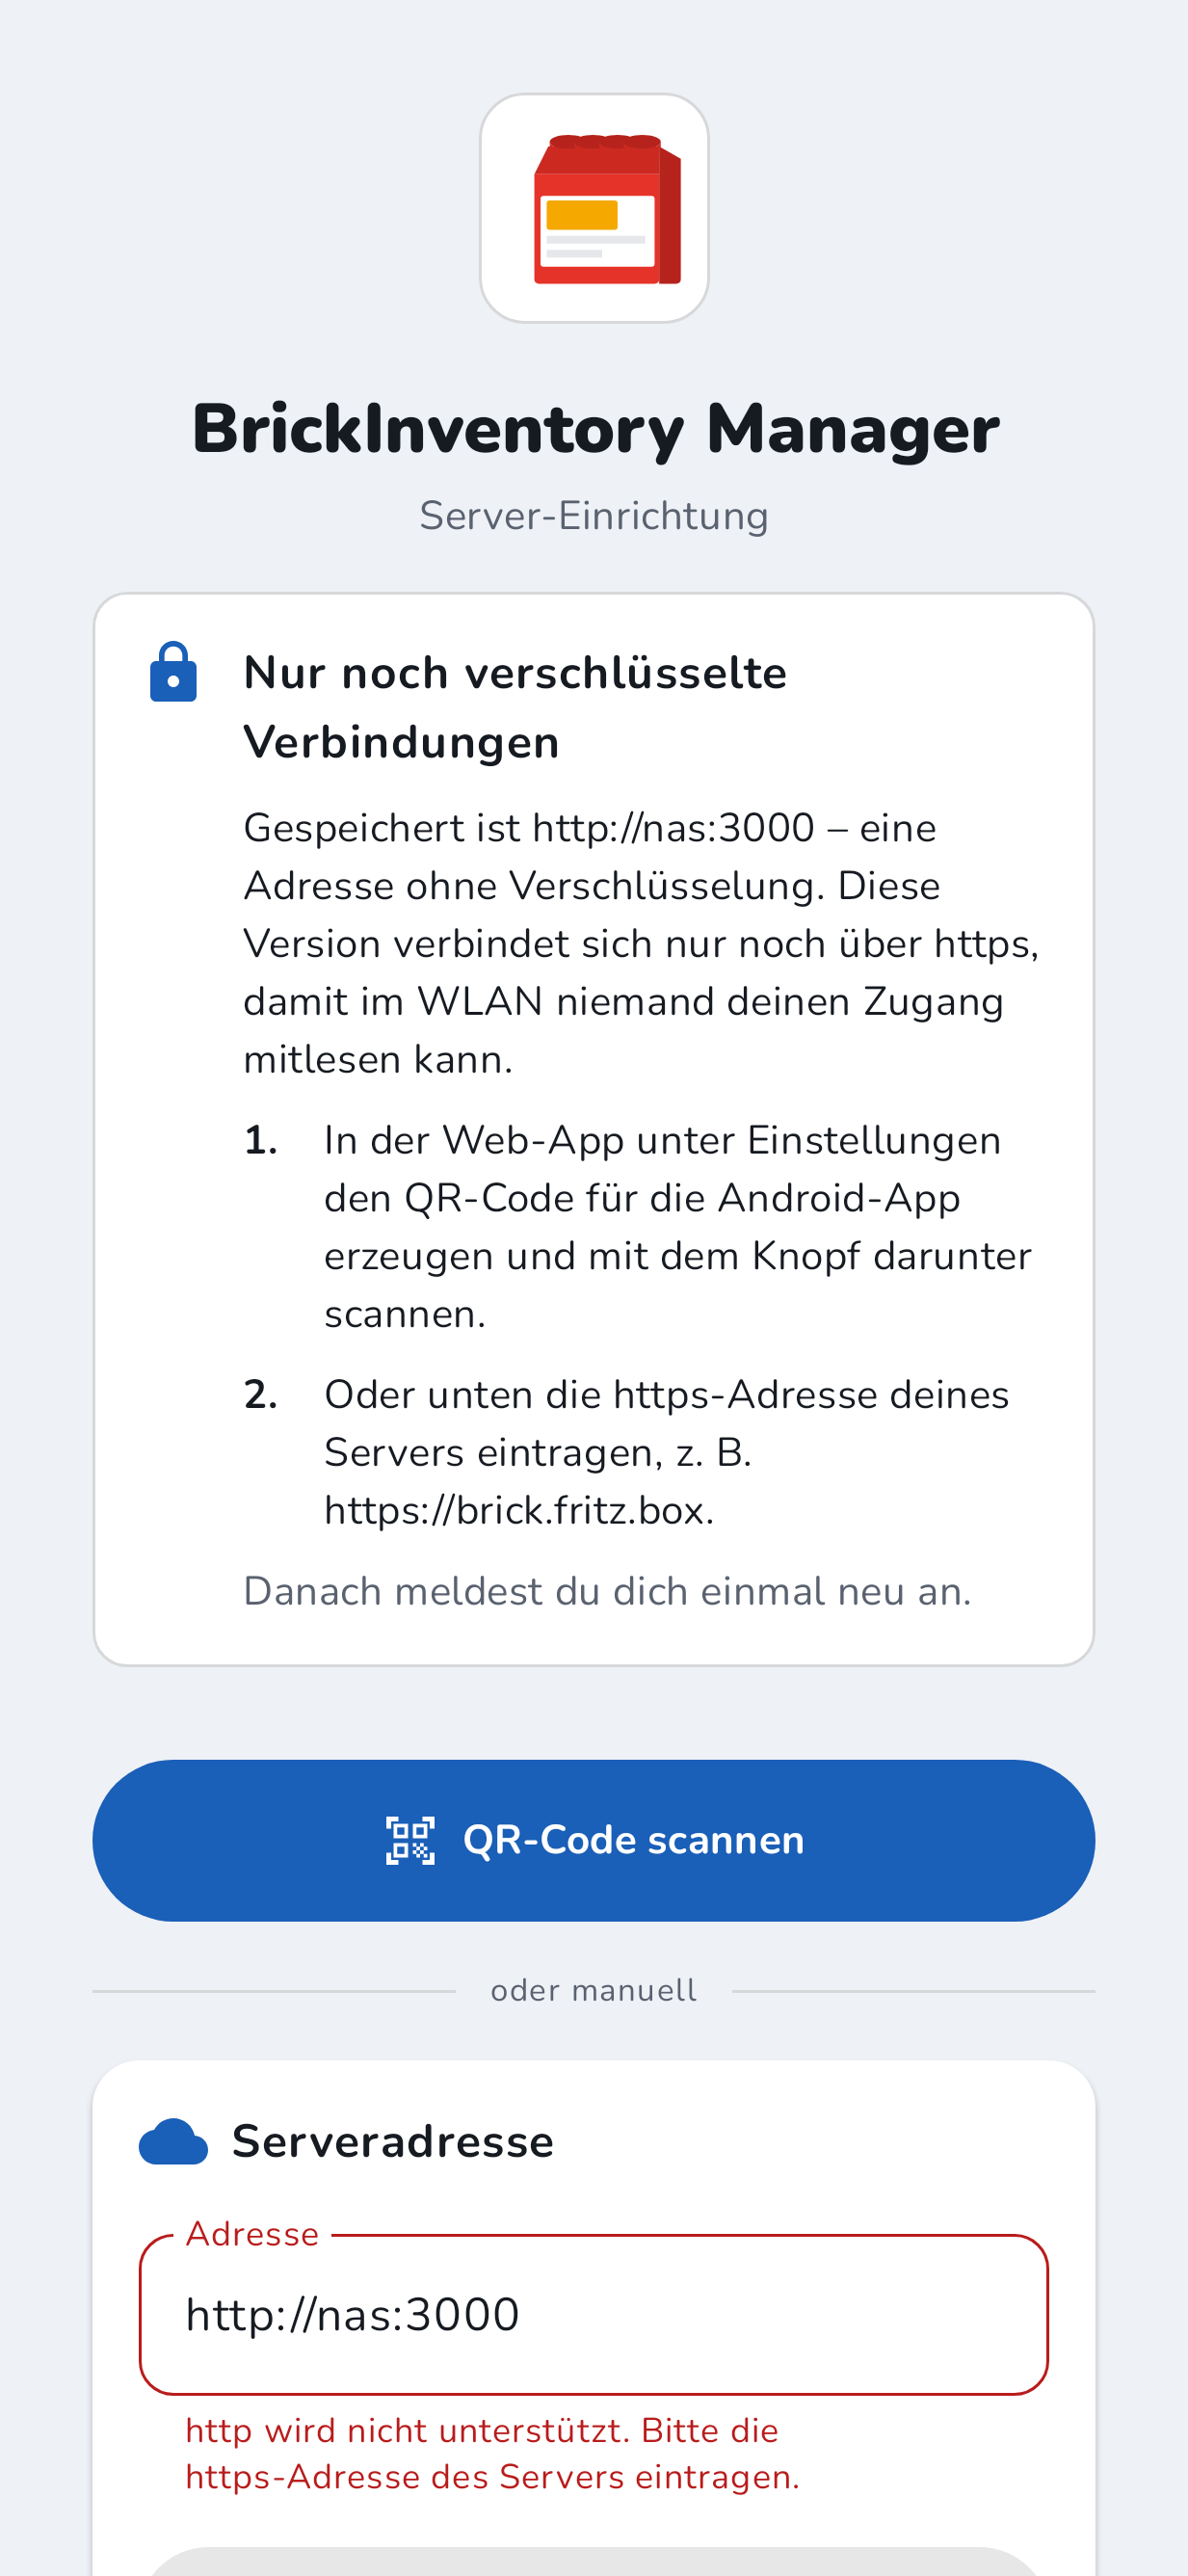 BrickInventory Manager
Server-Einrichtung
Nur noch verschlüsselte
Verbindungen
Gespeichert ist http://nas:3000 – eine
Adresse ohne Verschlüsselung. Diese
Version verbindet sich nur noch über https,
damit im WLAN niemand deinen Zugang
mitlesen kann.
1. In der Web-App unter Einstellungen
den QR-Code für die Android-App
erzeugen und mit dem Knopf darunter
scannen.
2. Oder unten die https-Adresse deines
Servers eintragen, z. B.
https://brick.fritz.box.
Danach meldest du dich einmal neu an.
QR-Code scannen
oder manuell
Serveradresse
Adresse
http://nas:3000
http wird nicht unterstützt. Bitte die
https-Adresse des Servers eintragen.